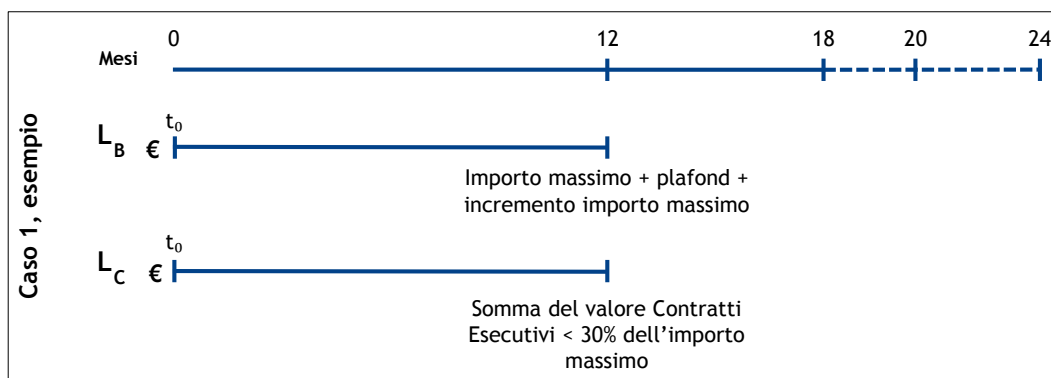 0 12 18 20 24
Mesi
Caso 1, esempio
t₀
L_B €
Importo massimo + plafond +
incremento importo massimo
t₀
L_C €
Somma del valore Contratti
Esecutivi < 30% dell’importo
massimo